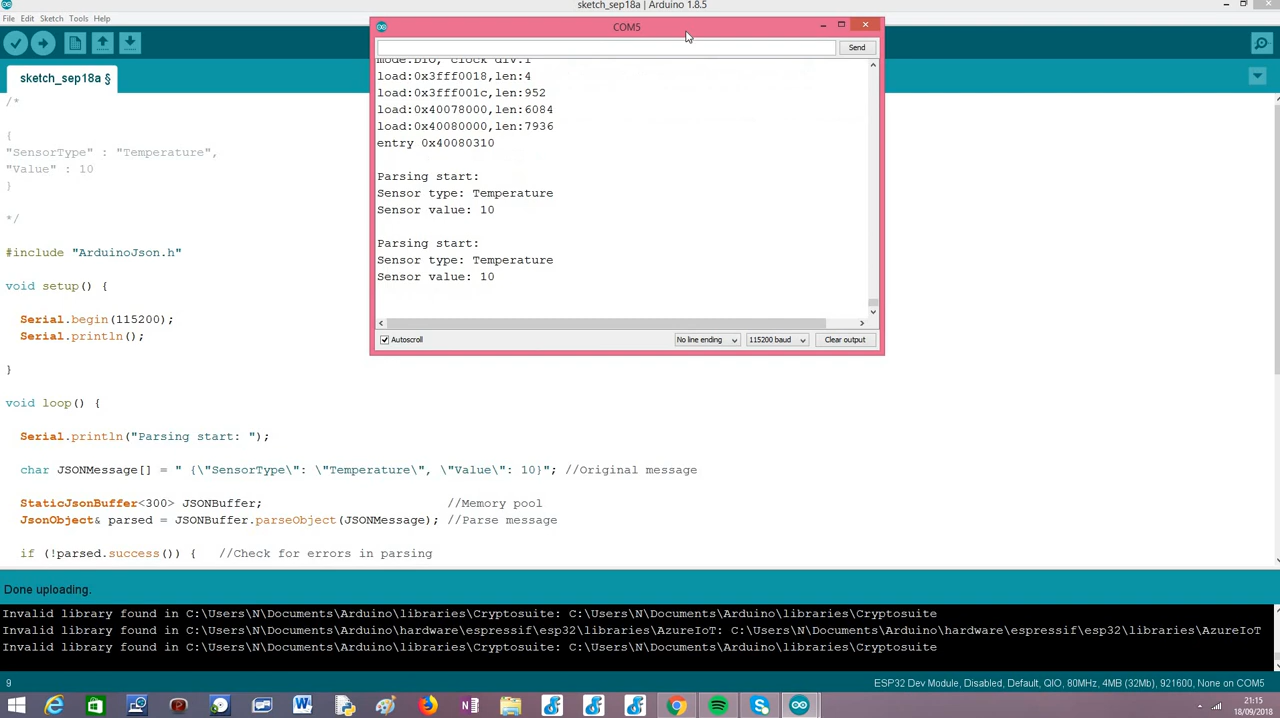 sketch_sep18a | Arduino 1.8.5
File Edit Sketch Tools Help
COM5
Send
sketch_sep18a §
mode:DIO, clock div:1
load:0x3fff0018,len:4
load:0x3fff001c,len:952
load:0x40078000,len:6084
load:0x40080000,len:7936
entry 0x40080310
Parsing start:
Sensor type: Temperature
Sensor value: 10
Parsing start:
Sensor type: Temperature
Sensor value: 10
Autoscroll
No line ending
115200 baud
Clear output
/*
{
"SensorType" : "Temperature",
"Value" : 10
}
*/
#include "ArduinoJson.h"
void setup() {
Serial.begin(115200);
Serial.println();
}
void loop() {
Serial.println("Parsing start: ");
char JSONMessage[] = " {\"SensorType\": \"Temperature\", \"Value\": 10}"; //Original message
StaticJsonBuffer<300> JSONBuffer; //Memory pool
JsonObject& parsed = JSONBuffer.parseObject(JSONMessage); //Parse message
if (!parsed.success()) { //Check for errors in parsing
Done uploading.
Invalid library found in C:\Users\N\Documents\Arduino\libraries\Cryptosuite: C:\Users\N\Documents\Arduino\libraries\Cryptosuite
Invalid library found in C:\Users\N\Documents\Arduino\hardware\espressif\esp32\libraries\AzureIoT: C:\Users\N\Documents\Arduino\hardware\espressif\esp32\libraries\AzureIoT
Invalid library found in C:\Users\N\Documents\Arduino\libraries\Cryptosuite: C:\Users\N\Documents\Arduino\libraries\Cryptosuite
9
ESP32 Dev Module, Disabled, Default, QIO, 80MHz, 4MB (32Mb), 921600, None on COM5
21:15
18/09/2018